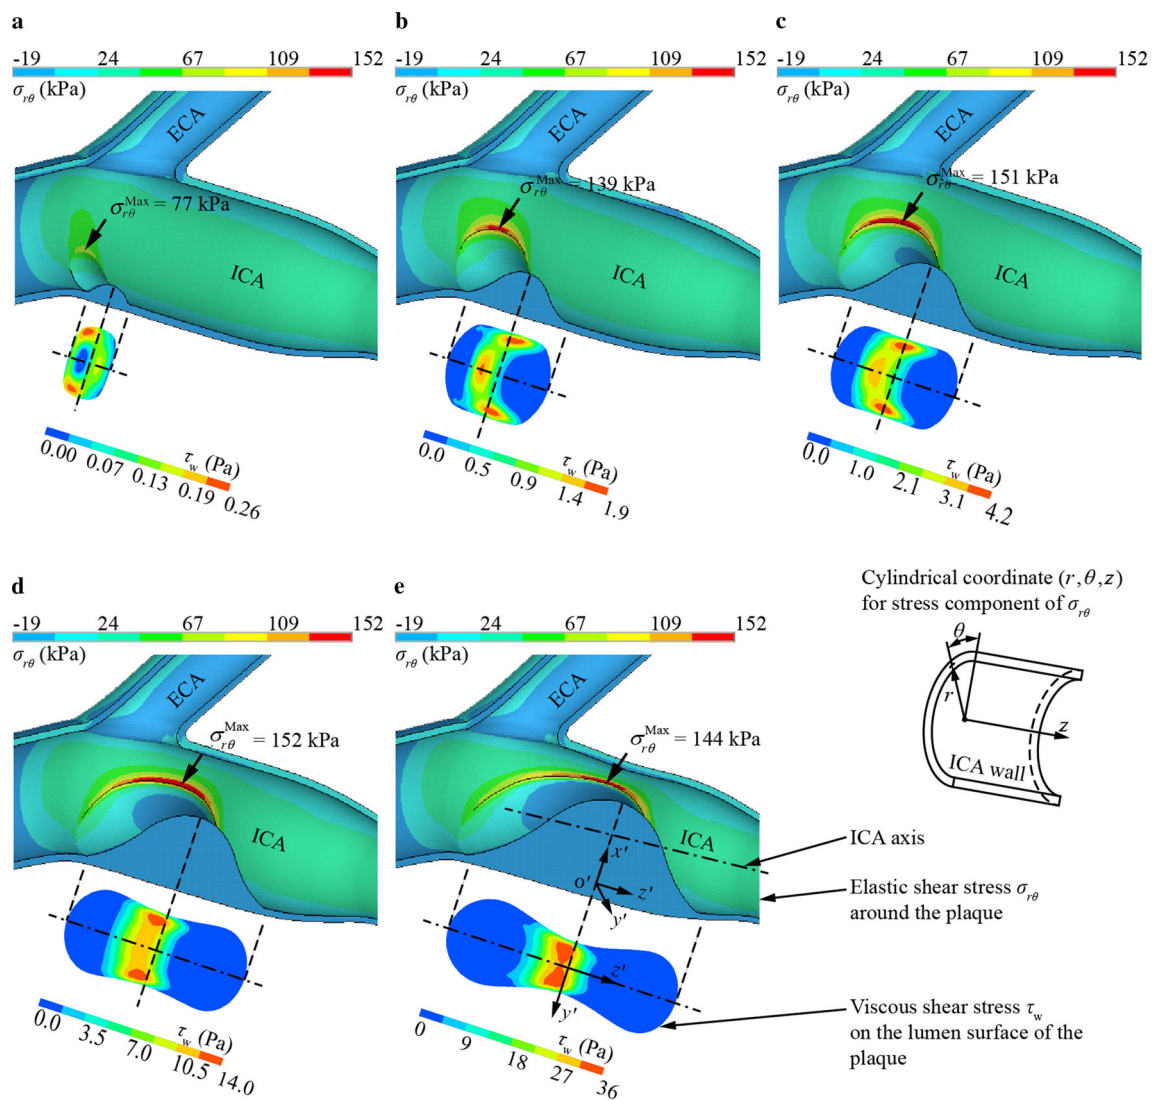 a
-19 24 67 109 152
σrθ (kPa)
ECA
σrθMax = 77 kPa
ICA
0.00 0.07 0.13 0.19 0.26
τw (Pa)
b
-19 24 67 109 152
σrθ (kPa)
ECA
σrθMax = 139 kPa
ICA
0.0 0.5 0.9 1.4 1.9
τw (Pa)
c
-19 24 67 109 152
σrθ (kPa)
ECA
σrθMax = 151 kPa
ICA
0.0 1.0 2.1 3.1 4.2
τw (Pa)
d
-19 24 67 109 152
σrθ (kPa)
ECA
σrθMax = 152 kPa
ICA
0.0 3.5 7.0 10.5 14.0
τw (Pa)
e
-19 24 67 109 152
σrθ (kPa)
ECA
σrθMax = 144 kPa
ICA
x'
o'
z'
y'
z'
y'
0 9 18 27 36
τw (Pa)
Cylindrical coordinate (r,θ,z)
for stress component of σrθ
θ
r
z
ICA wall
ICA axis
Elastic shear stress σrθ
around the plaque
Viscous shear stress τw
on the lumen surface of the
plaque